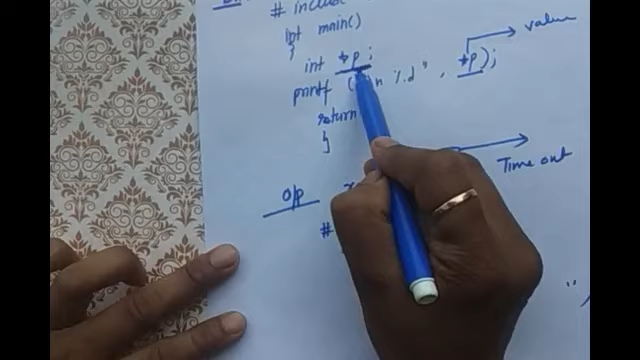 # include
int main()
{
int *p; value
printf ( \n %d" , *p);
return
}
Time out
o/p
#
"